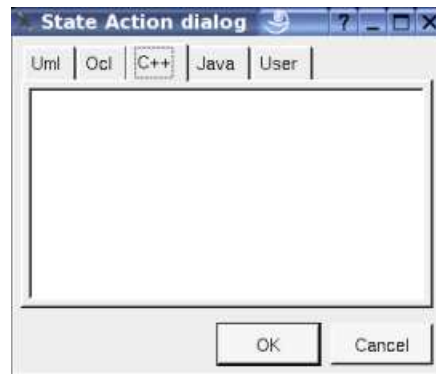 State Action dialog ? _ □ X
Uml Ocl C++ Java User
OK Cancel